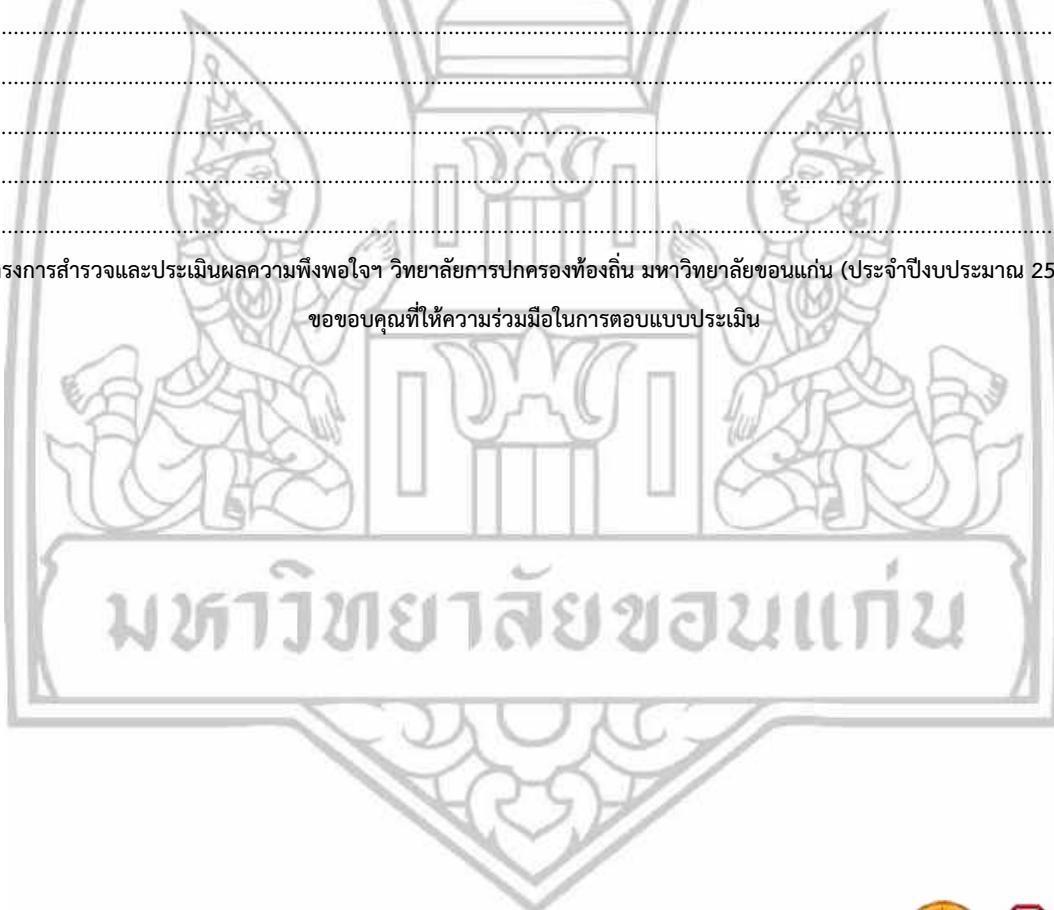 ............................................................................................................................................
............................................................................................................................................
............................................................................................................................................
............................................................................................................................................
............................................................................................................................................
รงการสำรวจและประเมินผลความพึงพอใจฯ วิทยาลัยการปกครองท้องถิ่น มหาวิทยาลัยขอนแก่น (ประจำปีงบประมาณ 25
ขอขอบคุณที่ให้ความร่วมมือในการตอบแบบประเมิน
มหาวิทยาลัยขอนแก่น